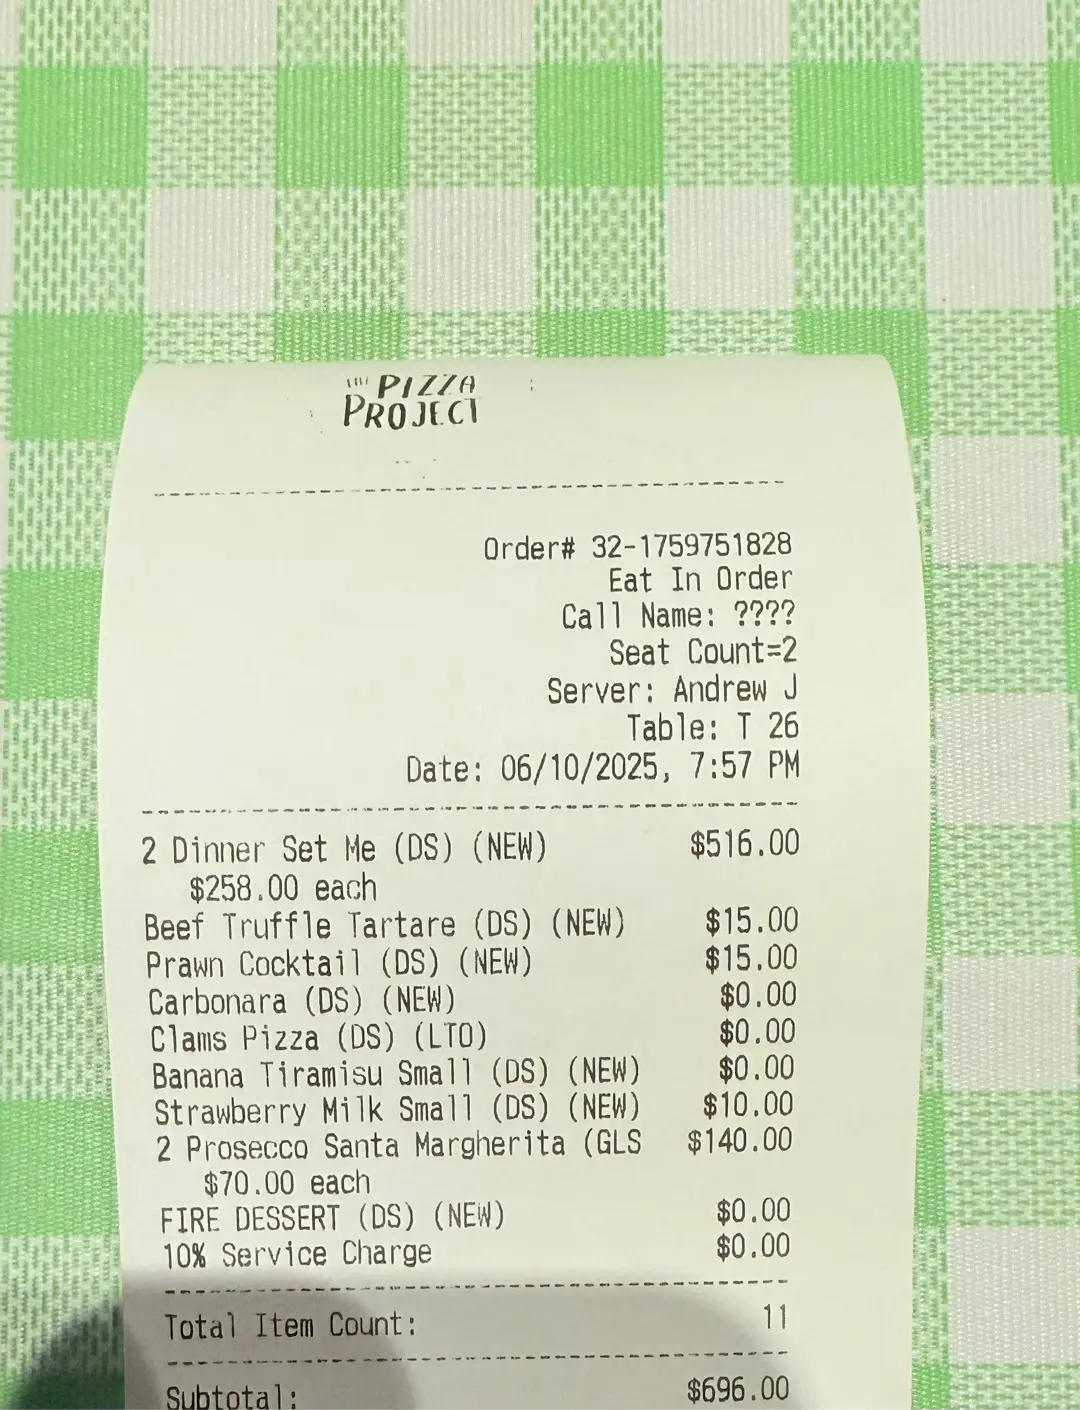 THE PIZZA
PROJECT
Order# 32-1759751828
Eat In Order
Call Name: ????
Seat Count=2
Server: Andrew J
Table: T 26
Date: 06/10/2025, 7:57 PM
2 Dinner Set Me (DS) (NEW) $516.00
$258.00 each
Beef Truffle Tartare (DS) (NEW) $15.00
Prawn Cocktail (DS) (NEW) $15.00
Carbonara (DS) (NEW) $0.00
Clams Pizza (DS) (LTO) $0.00
Banana Tiramisu Small (DS) (NEW) $0.00
Strawberry Milk Small (DS) (NEW) $10.00
2 Prosecco Santa Margherita (GLS $140.00
$70.00 each
FIRE DESSERT (DS) (NEW) $0.00
10% Service Charge $0.00
Total Item Count: 11
Subtotal: $696.00